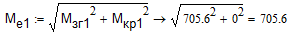 Mе1 := √(Mзг1² + Mкр1²) → √(705.6² + 0²) = 705.6